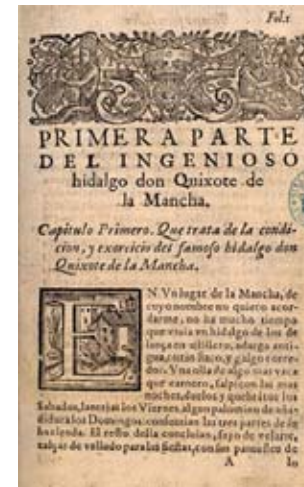 Fol.1
PRIMERA PARTE
DEL INGENIOSO
hidalgo don Quixote de
la Mancha.
Capitulo Primero. Que trata de la condi-
cion, y exercicio del famoso hidalgo don
Quixote de la Mancha.
EN Vn lugar de la Mancha, de
cuyo nombre no quiero acor-
darme, no ha mucho tiempo
que viuia vn hidalgo de los de
lança en astillero, adarga anti-
gua, rozin flaco, y galgo corre-
dor. Vna olla de algo mas vaca
que carnero, salpicon las mas
noches, duelos y quebrãtos los
Sabados, lantejas los Viernes, algun palomino de aña-
didura los Domingos: consumian las tres partes de su
hazienda. El resto della concluian, sayo de velarte,
calças de velludo para las fiestas, con sus pantuflos de
A lo